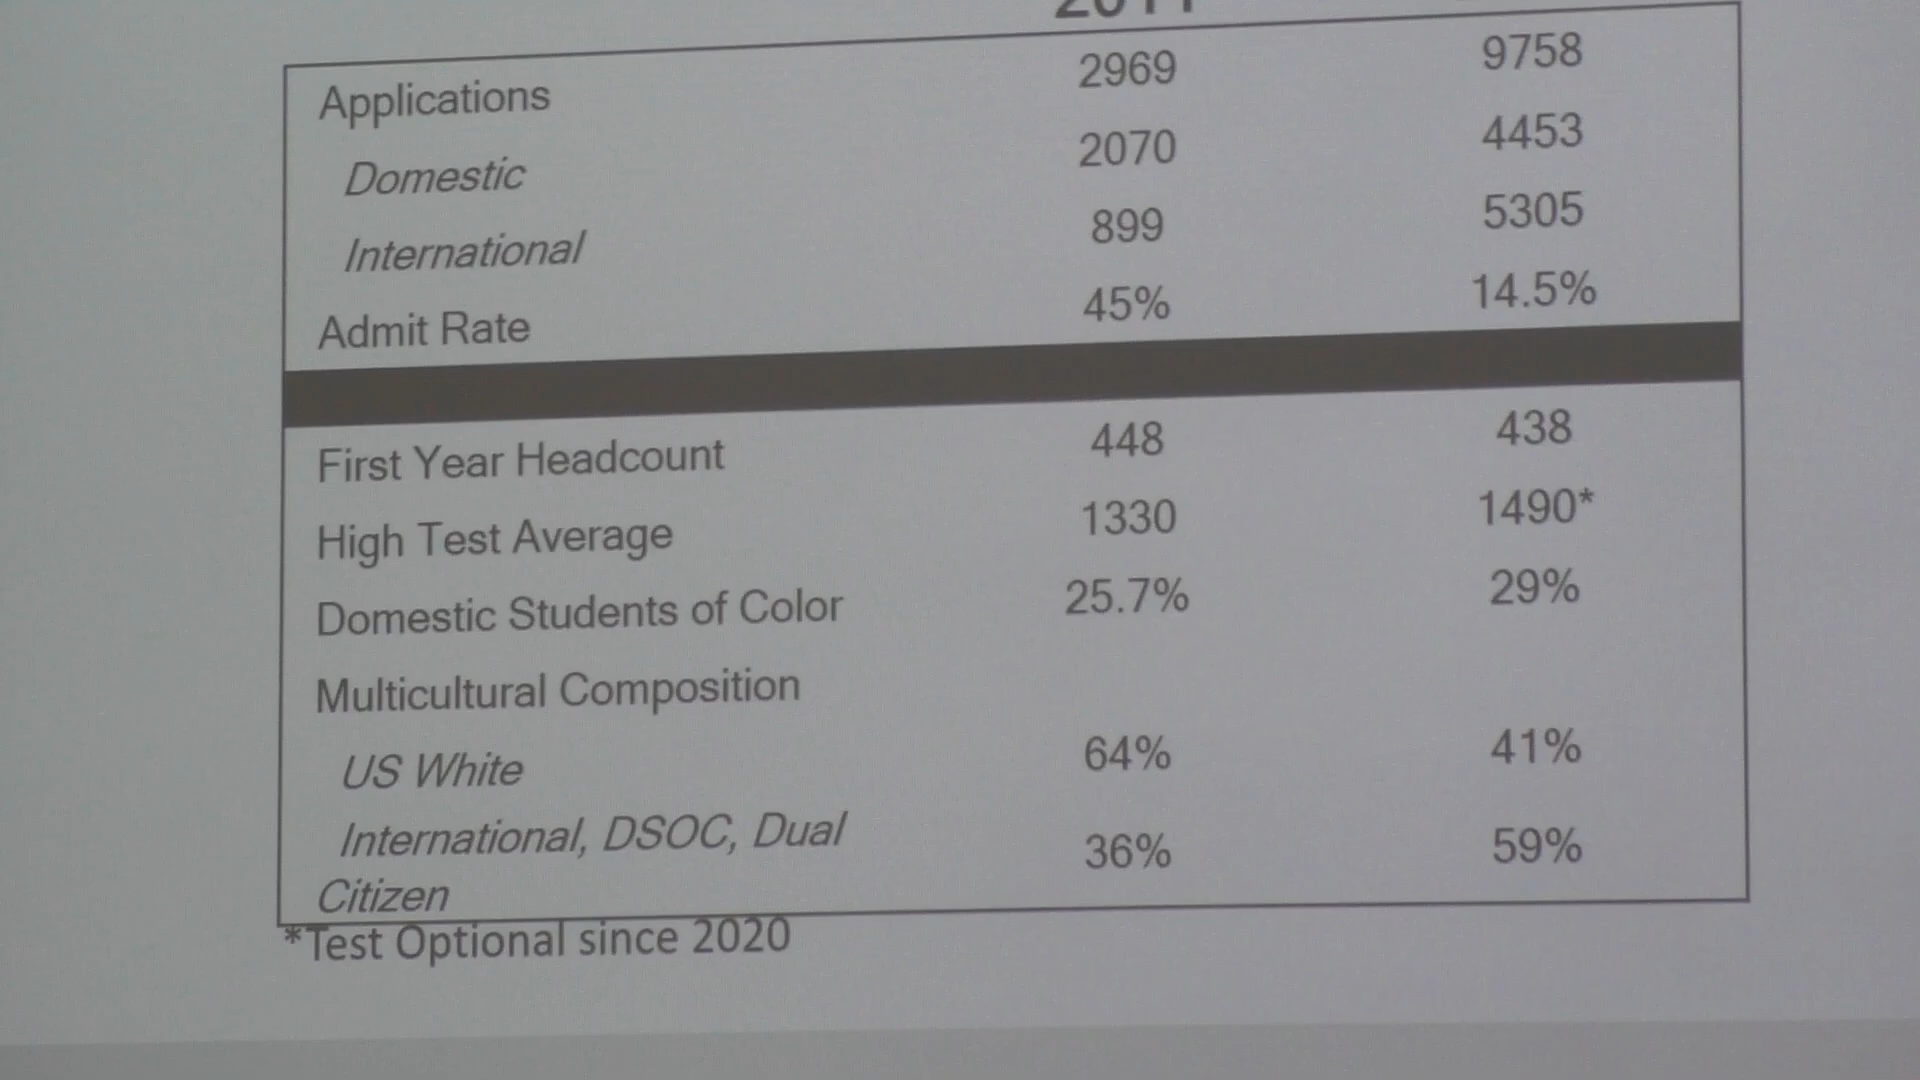 Applications 2969 9758
Domestic 2070 4453
International 899 5305
Admit Rate 45% 14.5%
First Year Headcount 448 438
High Test Average 1330 1490*
Domestic Students of Color 25.7% 29%
Multicultural Composition
US White 64% 41%
International, DSOC, Dual 36% 59%
Citizen
*Test Optional since 2020